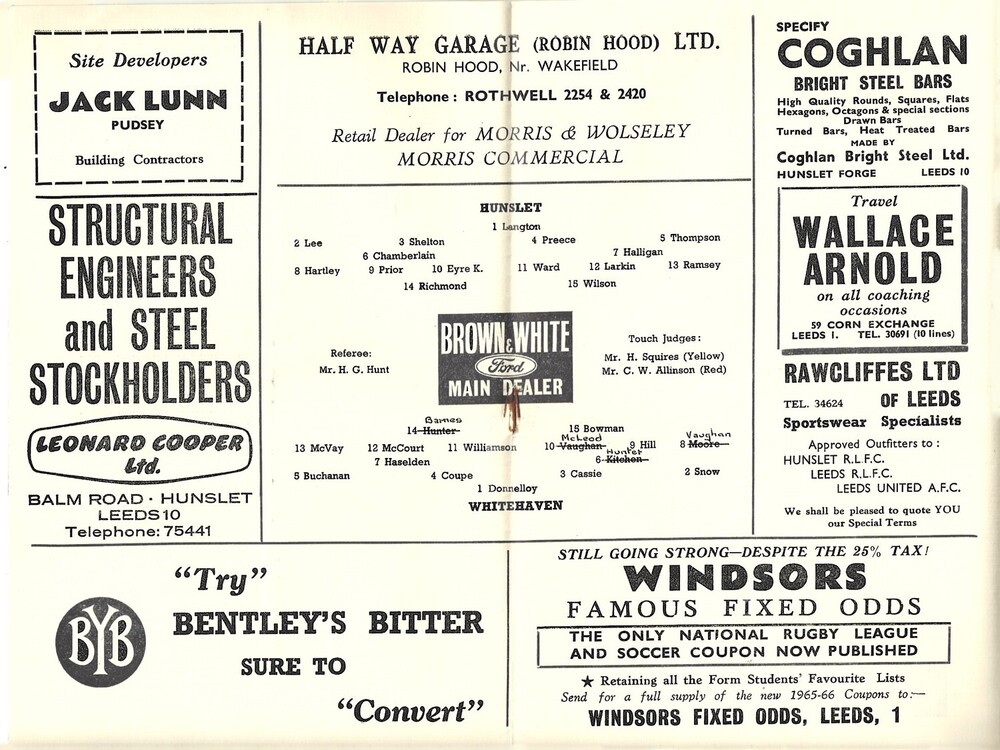 Site Developers
JACK LUNN
PUDSEY
Building Contractors
HALF WAY GARAGE (ROBIN HOOD) LTD.
ROBIN HOOD, Nr. WAKEFIELD
Telephone : ROTHWELL 2254 & 2420
Retail Dealer for MORRIS & WOLSELEY
MORRIS COMMERCIAL
SPECIFY
COGHLAN
BRIGHT STEEL BARS
High Quality Rounds, Squares, Flats
Hexagons, Octagons & special sections
Drawn Bars
Turned Bars, Heat Treated Bars
MADE BY
Coghlan Bright Steel Ltd.
HUNSLET FORGE LEEDS 10
STRUCTURAL
ENGINEERS
and STEEL
STOCKHOLDERS
LEONARD COOPER
Ltd.
BALM ROAD · HUNSLET
LEEDS 10
Telephone: 75441
HUNSLET
1 Langton
2 Lee 3 Shelton 4 Preece 5 Thompson
6 Chamberlain 7 Halligan
8 Hartley 9 Prior 10 Eyre K. 11 Ward 12 Larkin 13 Ramsey
14 Richmond 15 Wilson
BROWN & WHITE
Ford
MAIN DEALER
Referee:
Mr. H. G. Hunt
Touch Judges :
Mr. H. Squires (Yellow)
Mr. C. W. Allinson (Red)
Barnes
14 Hunter 15 Bowman
McLeod Vaughan
13 McVay 12 McCourt 11 Williamson 10 Vaughan 9 Hill 8 Moore
Hunter
7 Haselden 6 Kitchen
5 Buchanan 4 Coupe 3 Cassie 2 Snow
1 Donnelloy
WHITEHAVEN
Travel
WALLACE
ARNOLD
on all coaching
occasions
59 CORN EXCHANGE
LEEDS 1. TEL. 30691 (10 lines)
RAWCLIFFES LTD
TEL. 34624 OF LEEDS
Sportswear Specialists
Approved Outfitters to :
HUNSLET R.L.F.C.
LEEDS R.L.F.C.
LEEDS UNITED A.F.C.
We shall be pleased to quote YOU
our Special Terms
"Try"
BYB
BENTLEY'S BITTER
SURE TO
"Convert"
STILL GOING STRONG—DESPITE THE 25% TAX!
WINDSORS
FAMOUS FIXED ODDS
THE ONLY NATIONAL RUGBY LEAGUE
AND SOCCER COUPON NOW PUBLISHED
★ Retaining all the Form Students' Favourite Lists
Send for a full supply of the new 1965-66 Coupons to:—
WINDSORS FIXED ODDS, LEEDS, 1